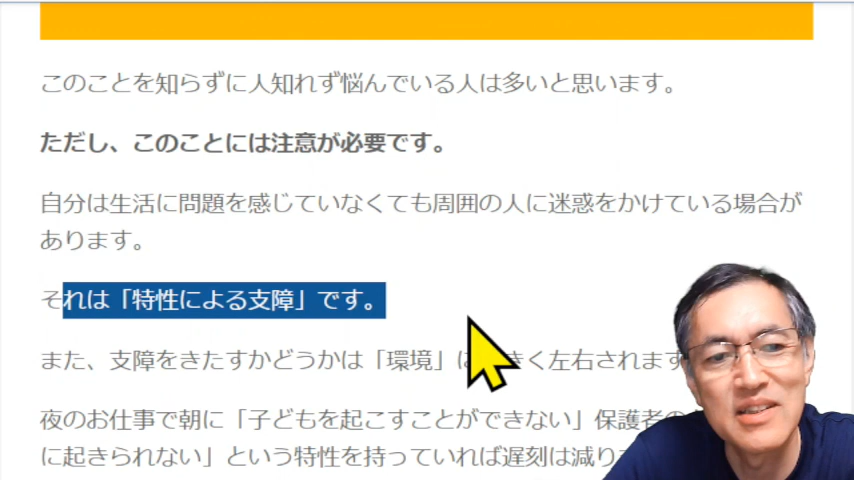 このことを知らずに人知れず悩んでいる人は多いと思います。
ただし、このことには注意が必要です。
自分は生活に問題を感じていなくても周囲の人に迷惑をかけている場合が
あります。
それは「特性による支障」です。
また、支障をきたすかどうかは「環境」に きく左右されます
夜のお仕事で朝に「子どもを起こすことができない」保護者の
に起きられない」という特性を持っていれば遅刻は減り